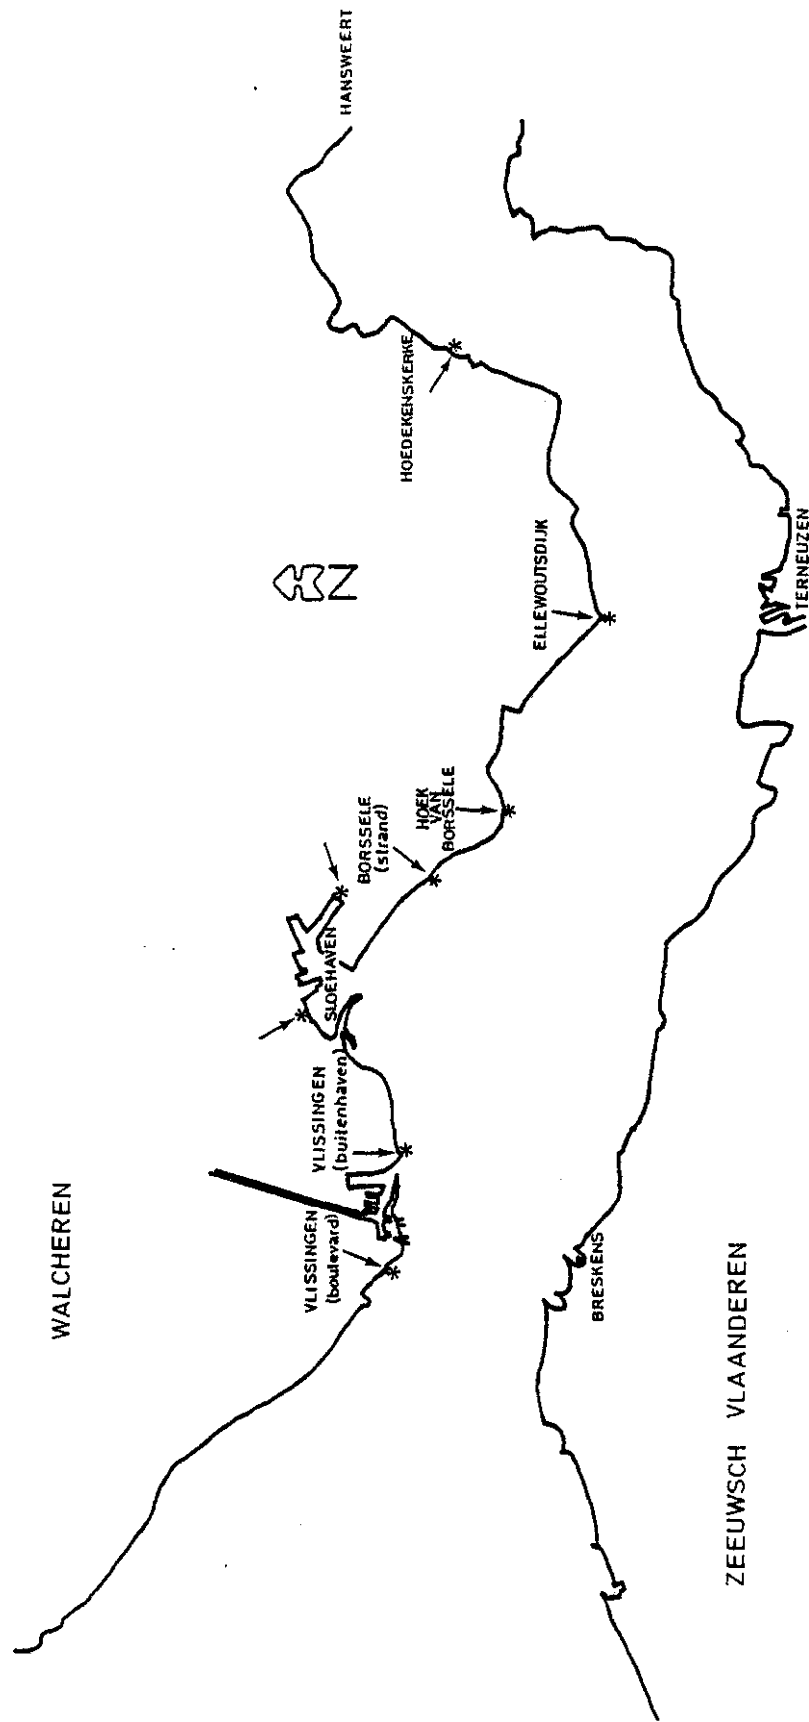 WALCHEREN
HANSWEERT
HOEDEKENSKERKE
N
ELLEWOUTSDIJK
BORSSELE
(strand)
HOEK
VAN
BORSSELE
SLOEHAVEN
VLISSINGEN
(buitenhaven)
VLISSINGEN
(boulevard)
BRESKENS
TERNEUZEN
ZEEUWSCH VLAANDEREN